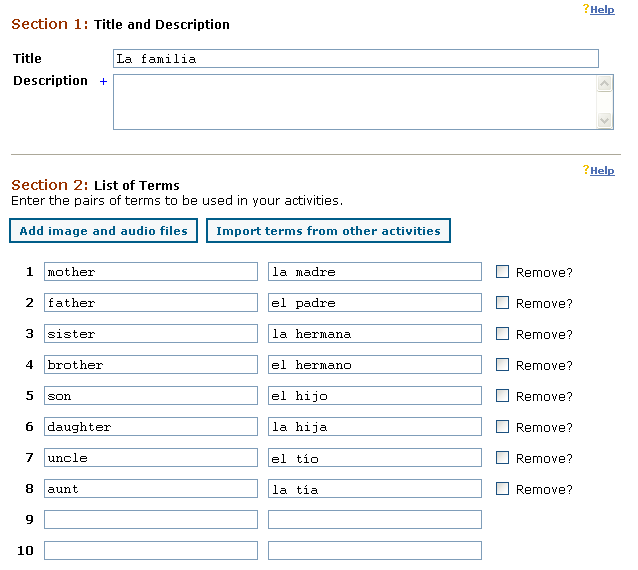 ?Help
Section 1: Title and Description
Title La familia
Description +
?Help
Section 2: List of Terms
Enter the pairs of terms to be used in your activities.
Add image and audio files Import terms from other activities
1 mother la madre Remove?
2 father el padre Remove?
3 sister la hermana Remove?
4 brother el hermano Remove?
5 son el hijo Remove?
6 daughter la hija Remove?
7 uncle el tío Remove?
8 aunt la tía Remove?
9
10